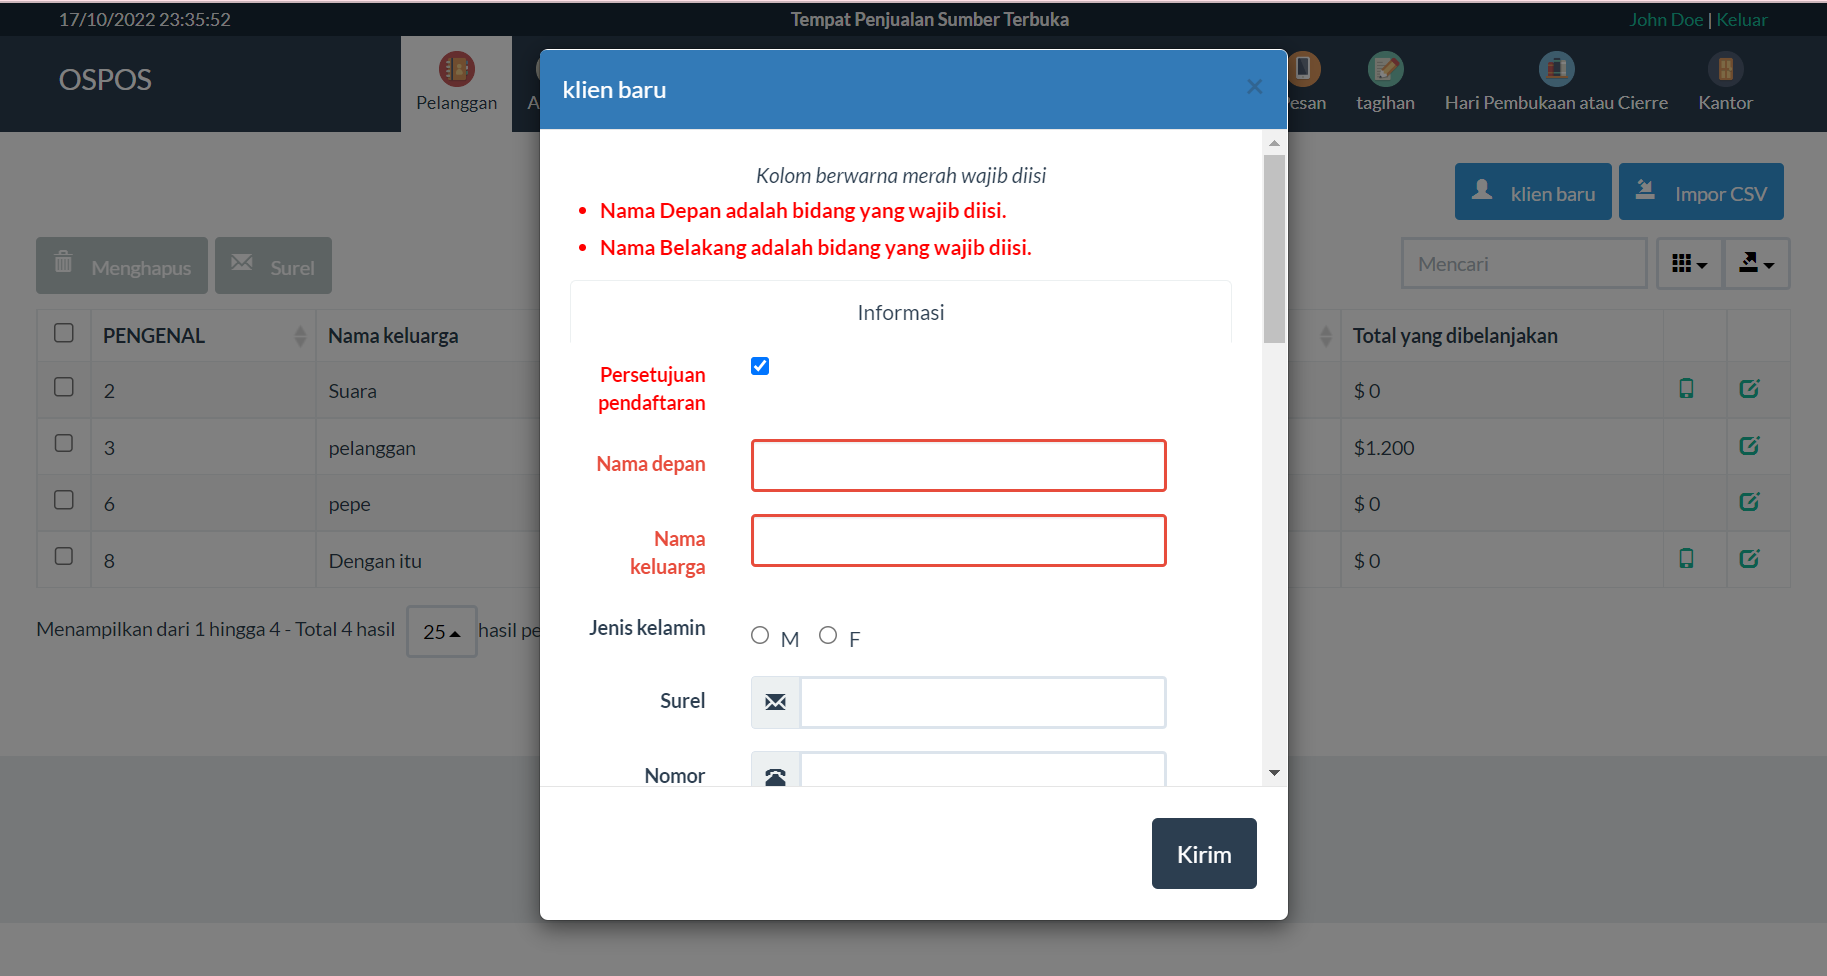 17/10/2022 23:35:52
Tempat Penjualan Sumber Terbuka
John Doe | Keluar
OSPOS
Pelanggan
tagihan
Hari Pembukaan atau Cierre
Kantor
klien baru
×
Kolom berwarna merah wajib diisi
Nama Depan adalah bidang yang wajib diisi.
Nama Belakang adalah bidang yang wajib diisi.
Informasi
Persetujuan
pendaftaran
Nama depan
Nama
keluarga
Jenis kelamin
M F
Surel
Nomor
Kirim
klien baru
Impor CSV
Menghapus
Surel
Mencari
PENGENAL Nama keluarga Total yang dibelanjakan
2 Suara $ 0
3 pelanggan $1.200
6 pepe $ 0
8 Dengan itu $ 0
Menampilkan dari 1 hingga 4 - Total 4 hasil 25 hasil